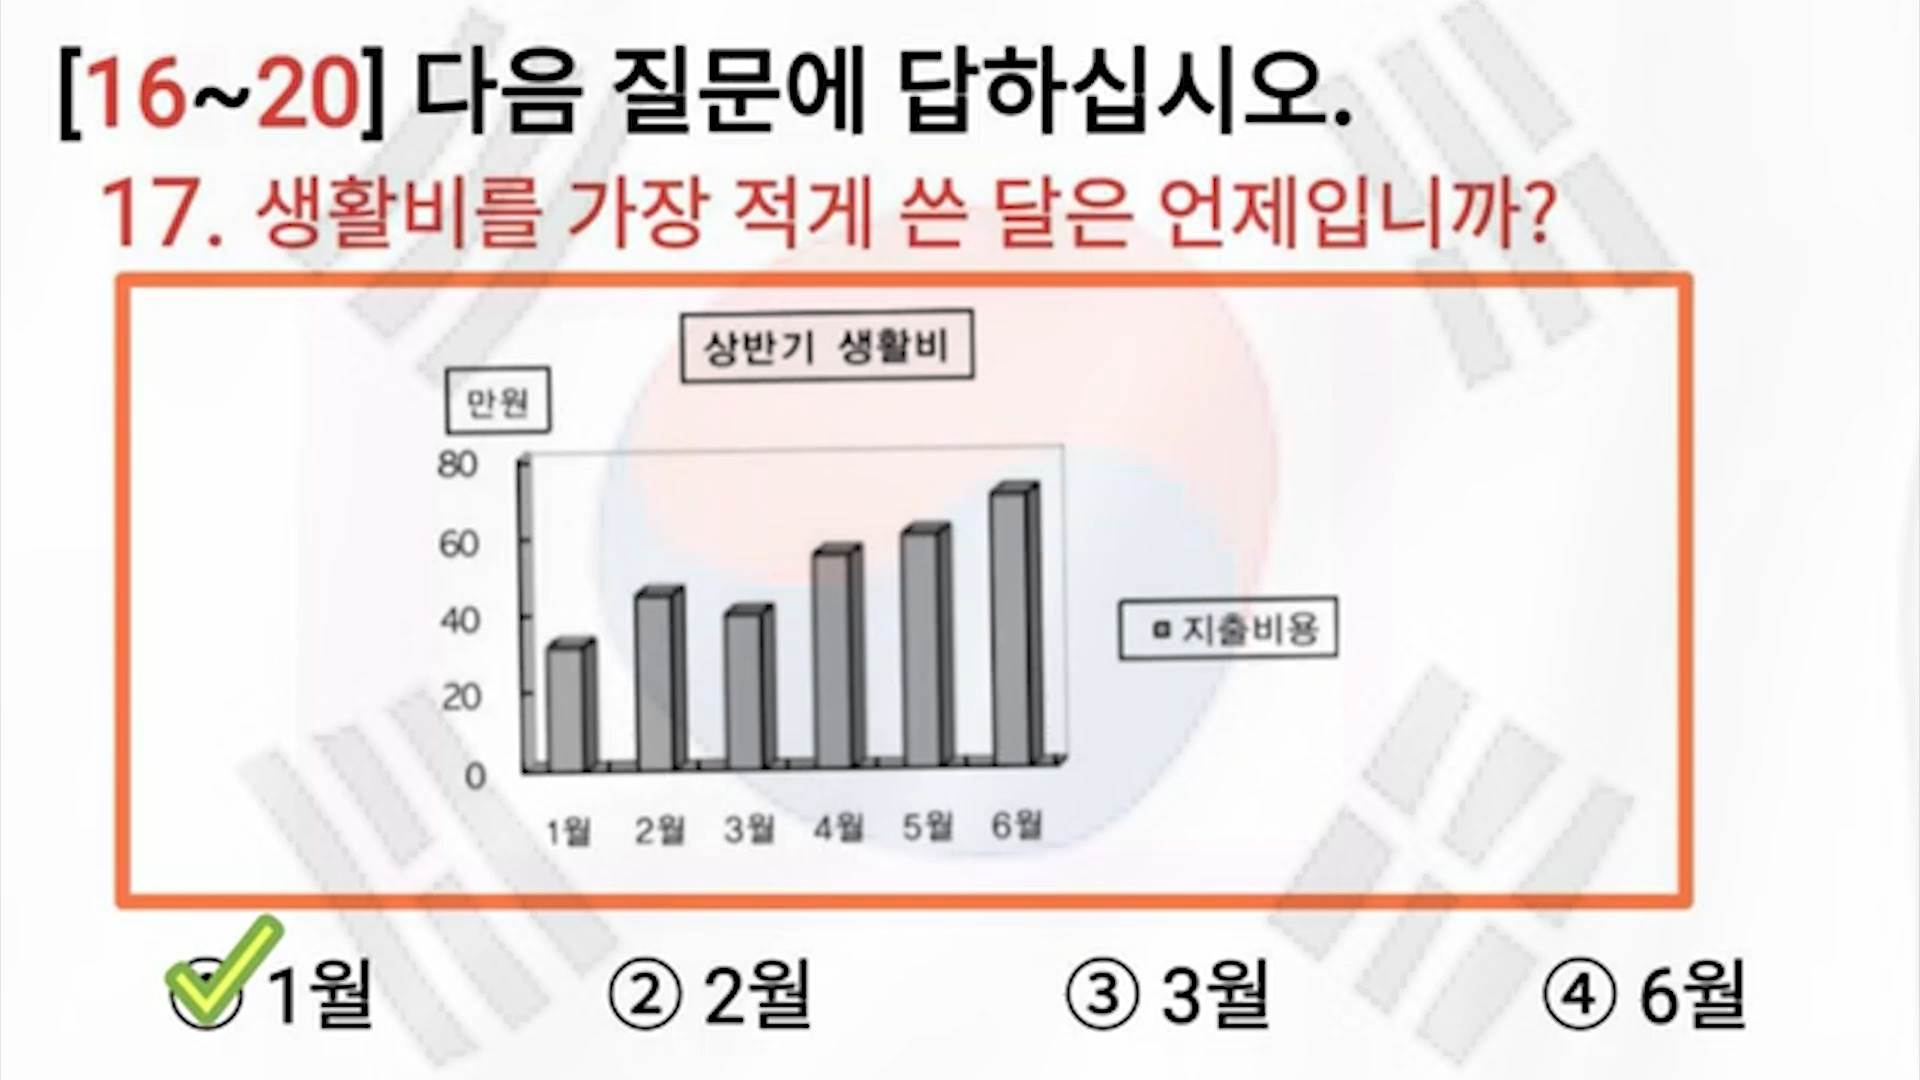 [16~20] 다음 질문에 답하십시오.
17. 생활비를 가장 적게 쓴 달은 언제입니까?
상반기 생활비
만원
80
60
40
20
0
1월 2월 3월 4월 5월 6월
지출비용
1월 ② 2월 ③ 3월 ④ 6월